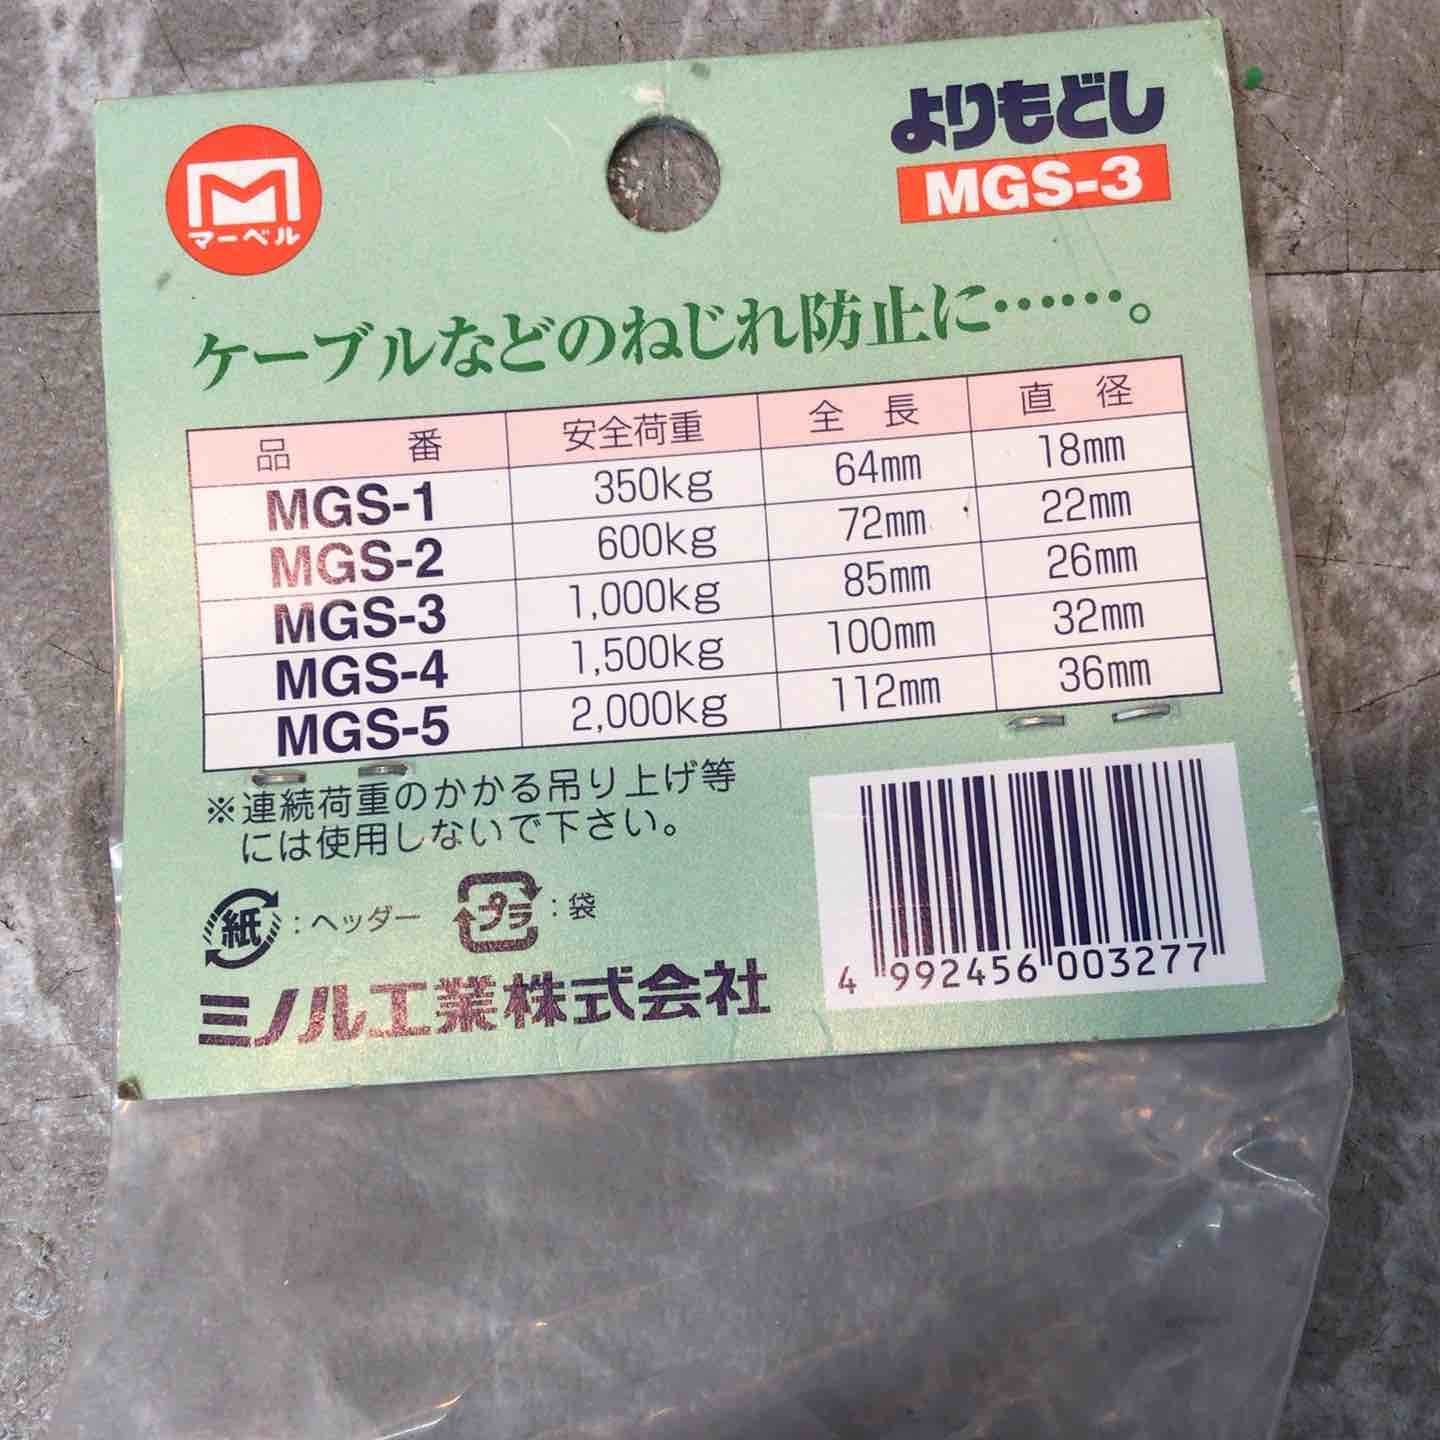 マーベル
よりもどし
MGS-3
ケーブルなどのねじれ防止に……。
品番 安全荷重 全長 直径
MGS-1 350kg 64mm 18mm
MGS-2 600kg 72mm 22mm
MGS-3 1,000kg 85mm 26mm
MGS-4 1,500kg 100mm 32mm
MGS-5 2,000kg 112mm 36mm
※連続荷重のかかる吊り上げ等
には使用しないで下さい。
紙:ヘッダー プラ:袋
ミノル工業株式会社
4 992456 003277